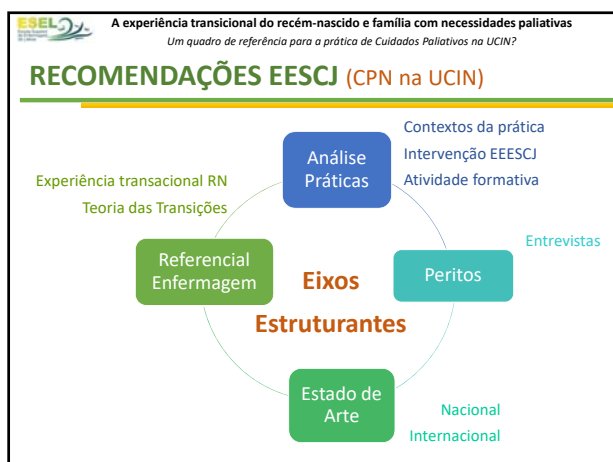 ESEL
A experiência transicional do recém-nascido e família com necessidades paliativas
Um quadro de referência para a prática de Cuidados Paliativos na UCIN?
RECOMENDAÇÕES EESCJ (CPN na UCIN)
Análise
Práticas
Contextos da prática
Intervenção EEESCJ
Atividade formativa
Experiência transacional RN
Teoria das Transições
Referencial
Enfermagem
Eixos
Estruturantes
Entrevistas
Peritos
Estado de
Arte
Nacional
Internacional